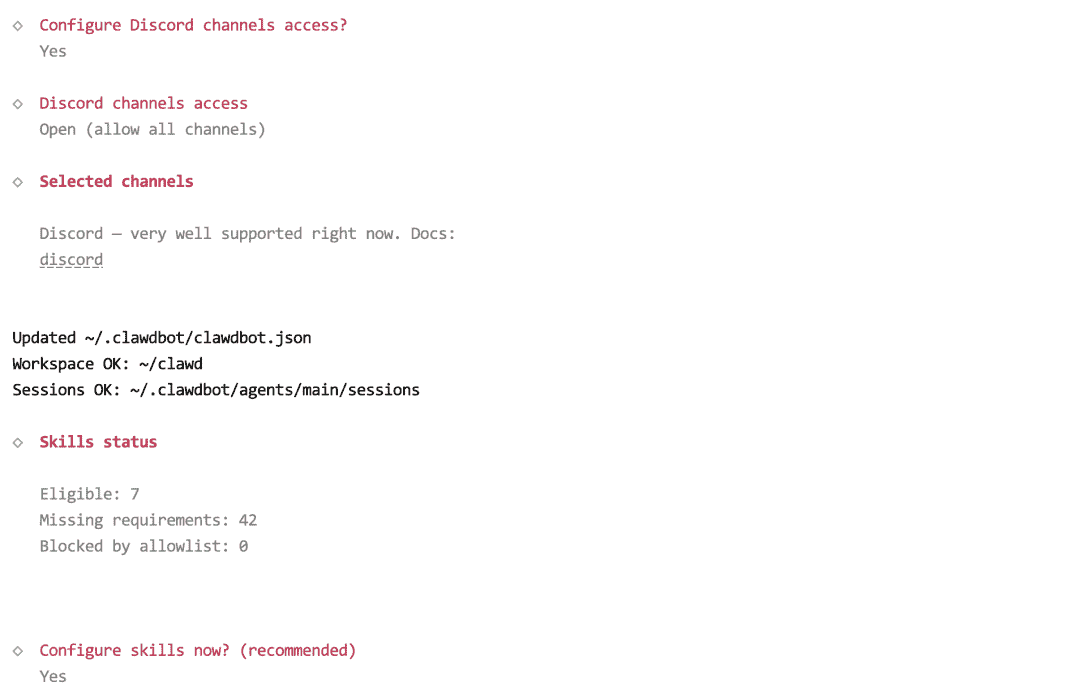 ◇ Configure Discord channels access?
Yes
◇ Discord channels access
Open (allow all channels)
◇ Selected channels
Discord — very well supported right now. Docs:
discord
Updated ~/.clawdbot/clawdbot.json
Workspace OK: ~/clawd
Sessions OK: ~/.clawdbot/agents/main/sessions
◇ Skills status
Eligible: 7
Missing requirements: 42
Blocked by allowlist: 0
◇ Configure skills now? (recommended)
Yes